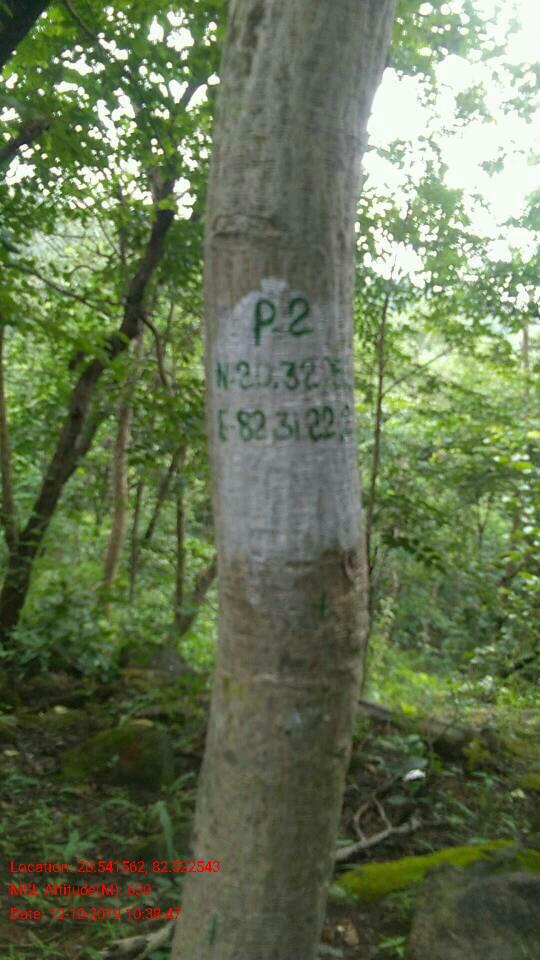 P 2
N-20.32
E-82.31.22
Location: 20.541562, 82.522543
MSL Altitude(M): 630
Date: 12-10-2019 10:38:47